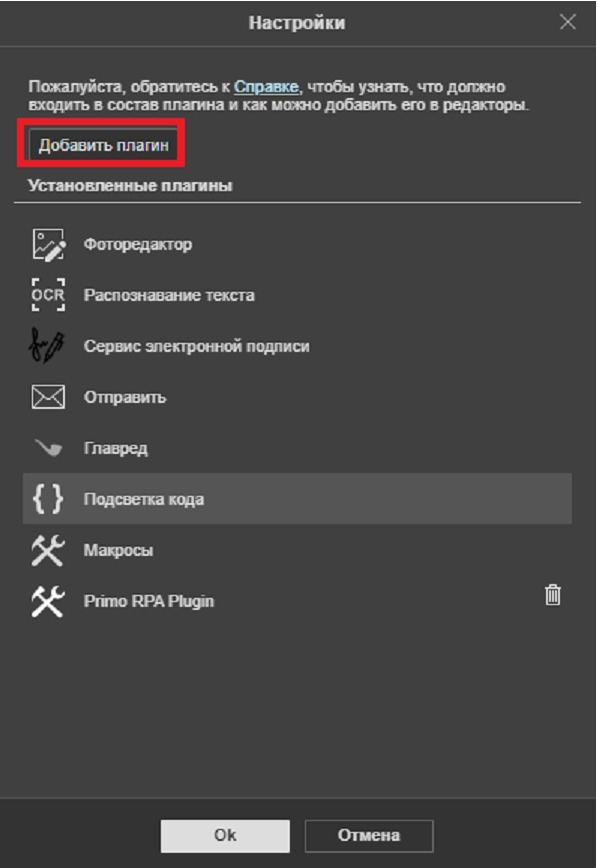 Настройки
Пожалуйста, обратитесь к Справке, чтобы узнать, что должно
входить в состав плагина и как можно добавить его в редакторы.
Добавить плагин
Установленные плагины
Фоторедактор
OCR Распознавание текста
Сервис электронной подписи
Отправить
Главред
{ } Подсветка кода
Макросы
Primo RPA Plugin
Ok Отмена